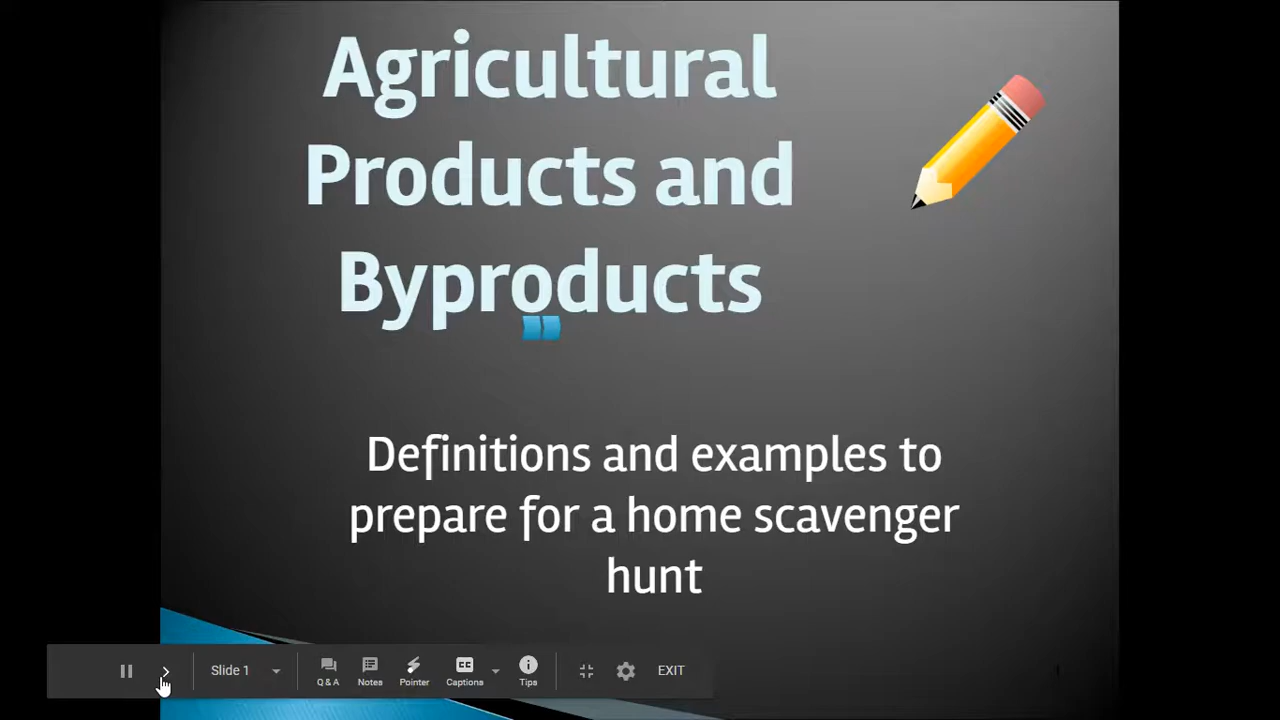 Agricultural
Products and
Byproducts
Definitions and examples to
prepare for a home scavenger
hunt
Slide 1
Q & A
Notes
Pointer
Captions
Tips
EXIT